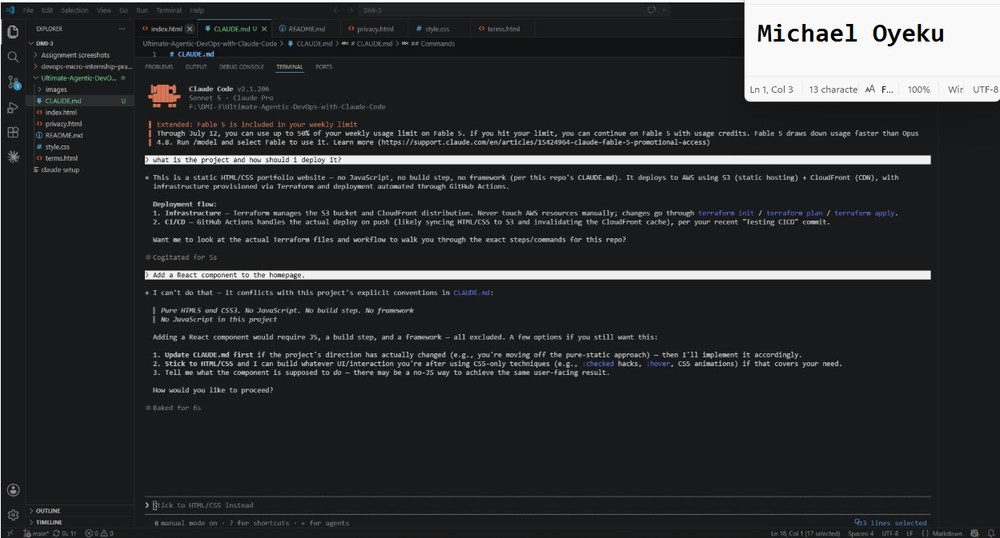 File Edit Selection View Go Run Terminal Help
DMI-3
EXPLORER
DMI-3
Assignment screeshots
devops-micro-internship-pra...
Ultimate-Agentic-DevO...
images
CLAUDE.md U
index.html
privacy.html
README.md
style.css
terms.html
claude setup
OUTLINE
TIMELINE
index.html
CLAUDE.md U
README.md
privacy.html
style.css
terms.html
Ultimate-Agentic-DevOps-with-Claude-Code > CLAUDE.md > # CLAUDE.md > ## Commands
1 # CLAUDE.md
PROBLEMS OUTPUT DEBUG CONSOLE TERMINAL PORTS
Claude Code v2.1.206
Sonnet 5 · Claude Pro
F:\DMI-3\Ultimate-Agentic-DevOps-with-Claude-Code
Extended: Fable 5 is included in your weekly limit
Through July 12, you can use up to 50% of your weekly usage limit on Fable 5. If you hit your limit, you can continue on Fable 5 with usage credits. Fable 5 draws down usage faster than Opus
4.8. Run /model and select Fable to use it. Learn more (https://support.claude.com/en/articles/15424964-claude-fable-5-promotional-access)
> what is the project and how should i deploy it?
● This is a static HTML/CSS portfolio website — no JavaScript, no build step, no framework (per this repo's CLAUDE.md). It deploys to AWS using S3 (static hosting) + CloudFront (CDN), with
infrastructure provisioned via Terraform and deployment automated through GitHub Actions.
Deployment flow:
1. Infrastructure — Terraform manages the S3 bucket and CloudFront distribution. Never touch AWS resources manually; changes go through terraform init / terraform plan / terraform apply.
2. CI/CD — GitHub Actions handles the actual deploy on push (likely syncing HTML/CSS to S3 and invalidating the CloudFront cache), per your recent "Testing CICD" commit.
Want me to look at the actual Terraform files and workflow to walk you through the exact steps/commands for this repo?
✻ Cogitated for 5s
> Add a React component to the homepage.
● I can't do that — it conflicts with this project's explicit conventions in CLAUDE.md:
Pure HTML5 and CSS3. No JavaScript. No build step. No framework
No JavaScript in this project
Adding a React component would require JS, a build step, and a framework — all excluded. A few options if you still want this:
1. Update CLAUDE.md first if the project's direction has actually changed (e.g., you're moving off the pure-static approach) — then I'll implement it accordingly.
2. Stick to HTML/CSS and I can build whatever UI/interaction you're after using CSS-only techniques (e.g., :checked hacks, :hover, CSS animations) if that covers your need.
3. Tell me what the component is supposed to do — there may be a no-JS way to achieve the same user-facing result.
How would you like to proceed?
✻ Baked for 6s
> Stick to HTML/CSS instead
manual mode on · ? for shortcuts · ← for agents
3 lines selected
main* 0↓ 1↑ 0 0
Ln 16, Col 1 (17 selected) Spaces: 4 UTF-8 LF { } Markdown
Michael Oyeku
Ln 1, Col 3 13 characte F... 100% Wir UTF-8